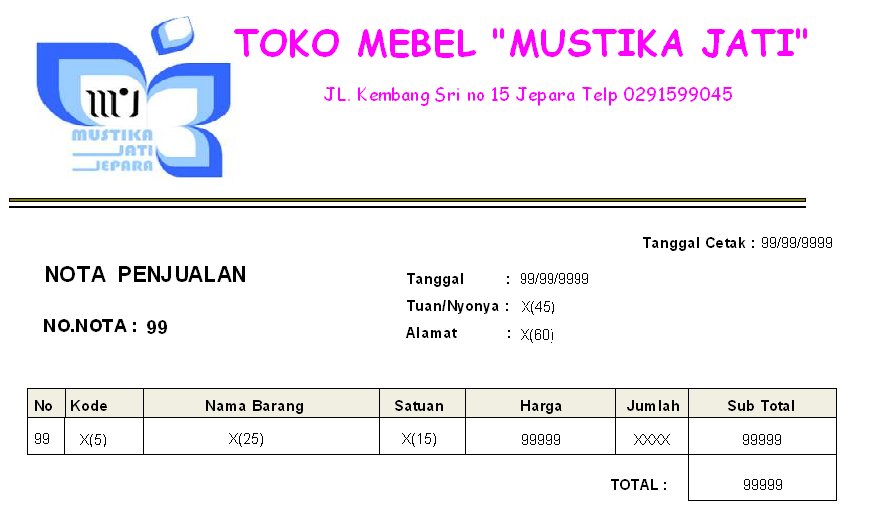 TOKO MEBEL "MUSTIKA JATI"
JL. Kembang Sri no 15 Jepara Telp 0291599045
mj
MUSTIKA
JATI
JEPARA
Tanggal Cetak : 99/99/9999
NOTA PENJUALAN
NO.NOTA : 99
Tanggal : 99/99/9999
Tuan/Nyonya : X(45)
Alamat : X(60)
No Kode Nama Barang Satuan Harga Jumlah Sub Total
99 X(5) X(25) X(15) 99999 XXXX 99999
TOTAL : 99999